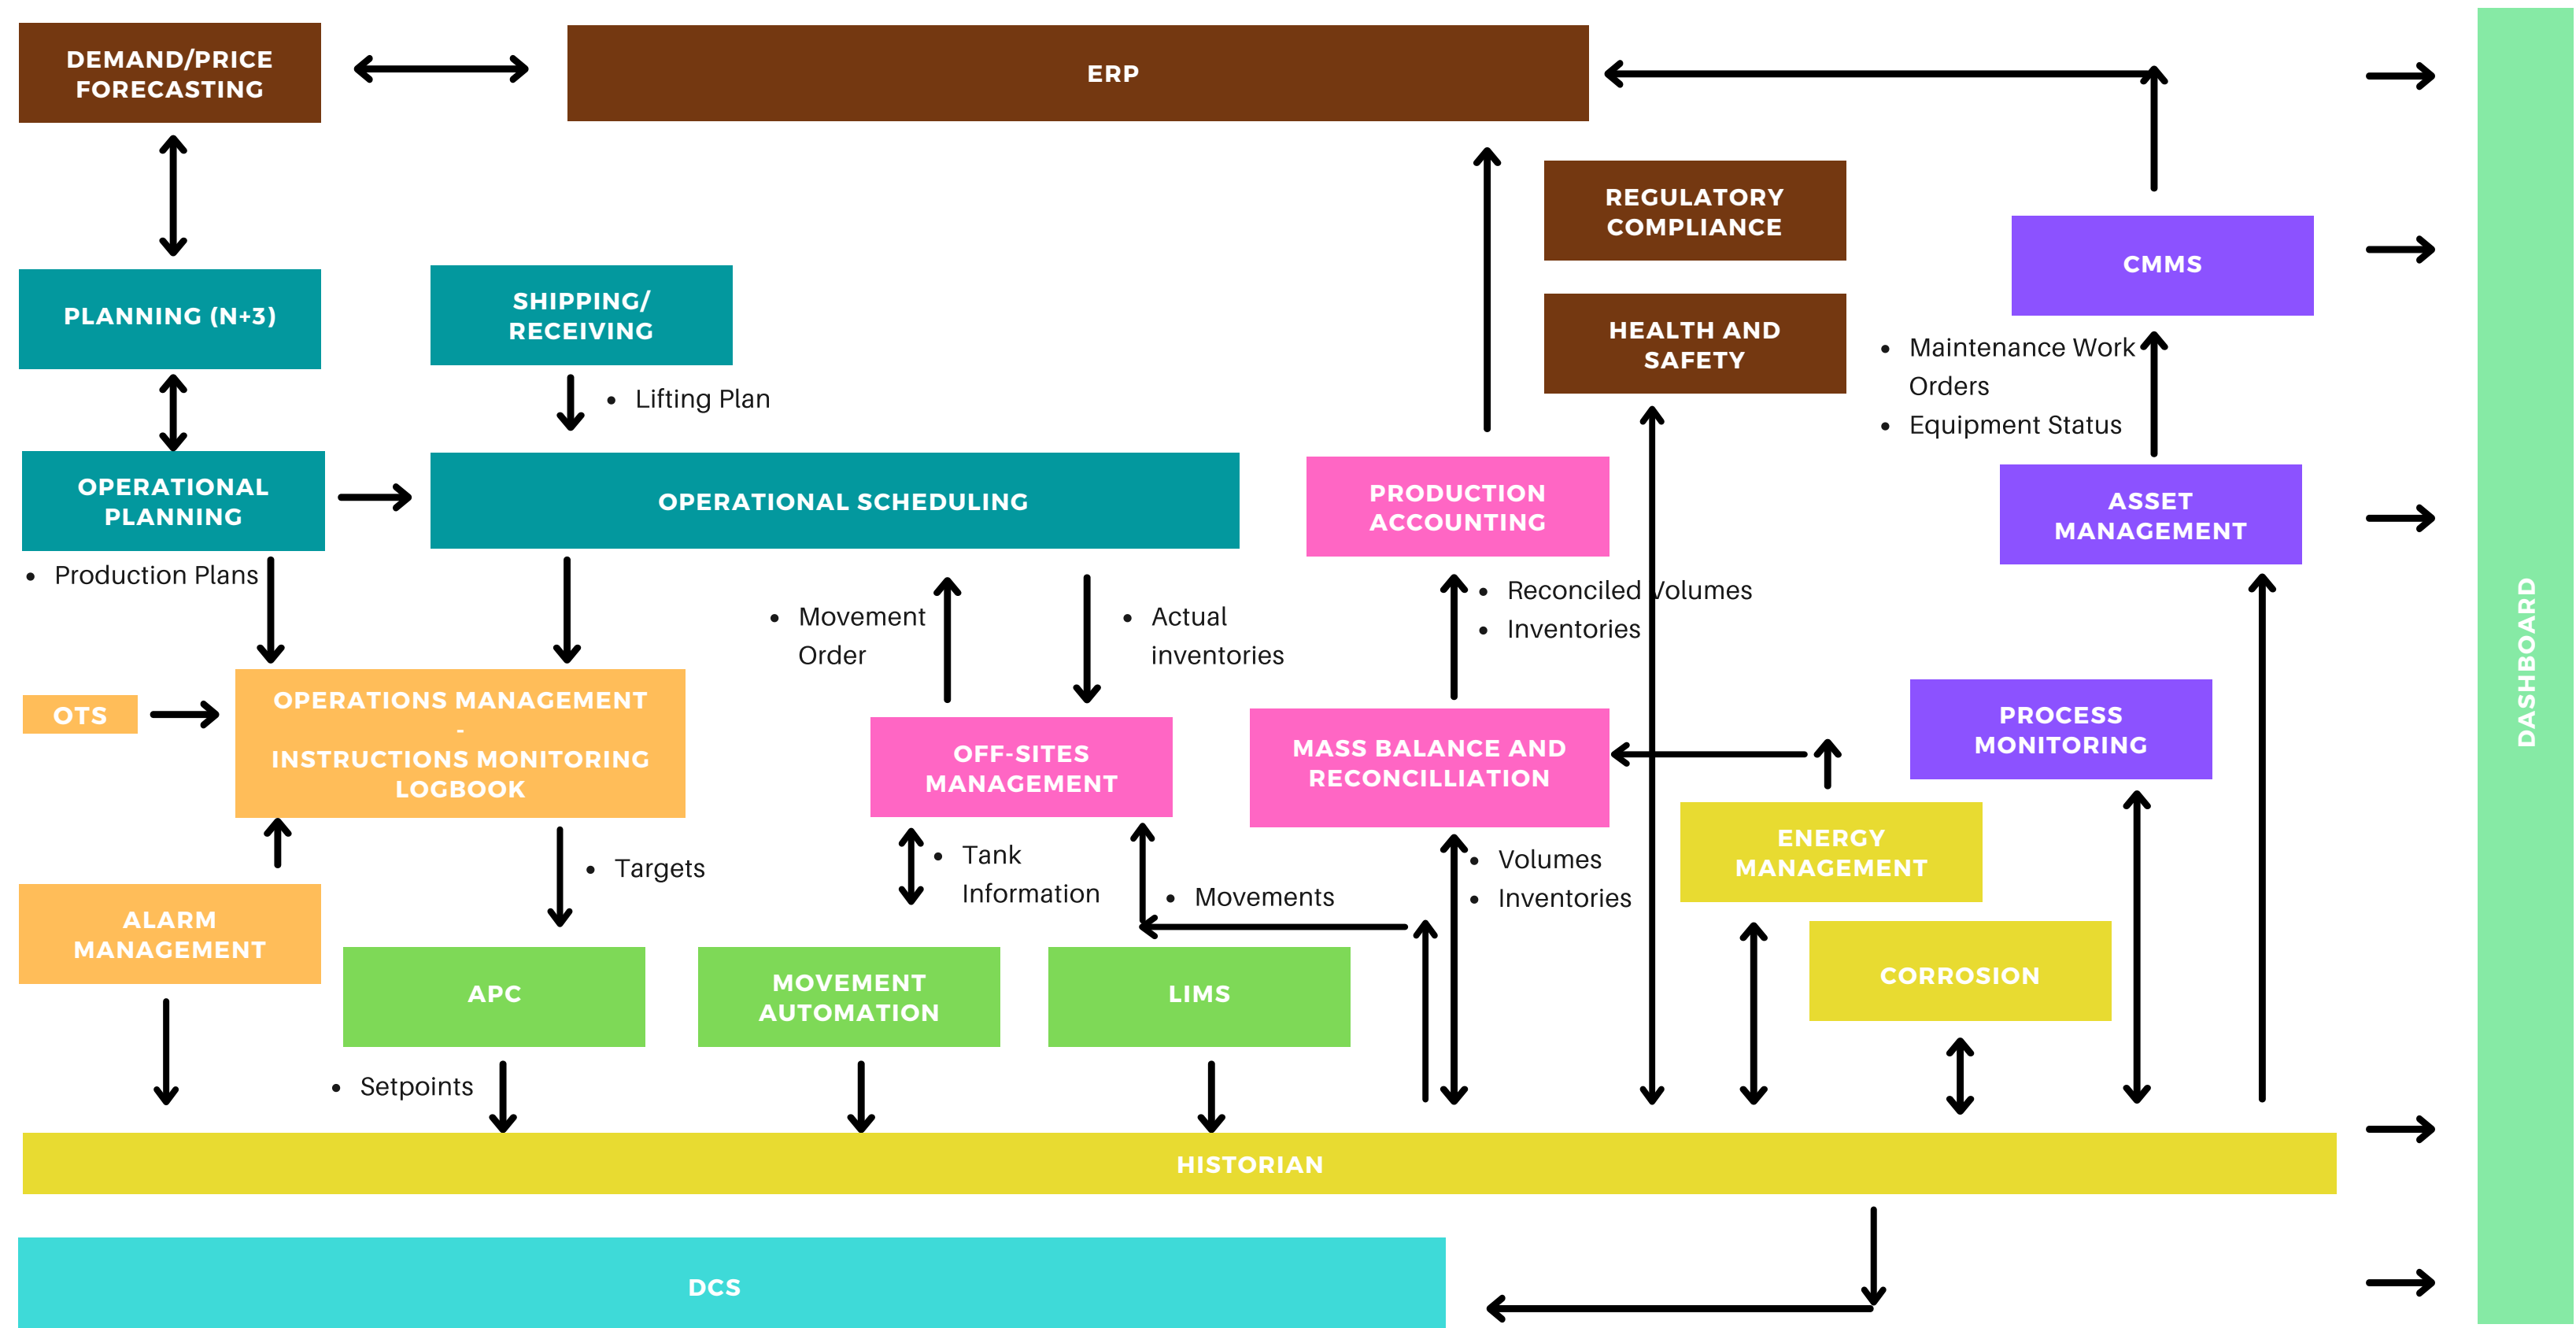 DEMAND/PRICE
FORECASTING
ERP
REGULATORY
COMPLIANCE
CMMS
PLANNING (N+3)
SHIPPING/
RECEIVING
HEALTH AND
SAFETY
• Maintenance Work
Orders
• Equipment Status
• Lifting Plan
OPERATIONAL
PLANNING
OPERATIONAL SCHEDULING
PRODUCTION
ACCOUNTING
ASSET
MANAGEMENT
• Production Plans
• Movement
Order
• Actual
inventories
• Reconciled Volumes
• Inventories
DASHBOARD
OTS
OPERATIONS MANAGEMENT
-
INSTRUCTIONS MONITORING
LOGBOOK
OFF-SITES
MANAGEMENT
MASS BALANCE AND
RECONCILLIATION
PROCESS
MONITORING
ENERGY
MANAGEMENT
• Targets
• Tank
Information
• Movements
• Volumes
• Inventories
ALARM
MANAGEMENT
APC
MOVEMENT
AUTOMATION
LIMS
CORROSION
• Setpoints
HISTORIAN
DCS